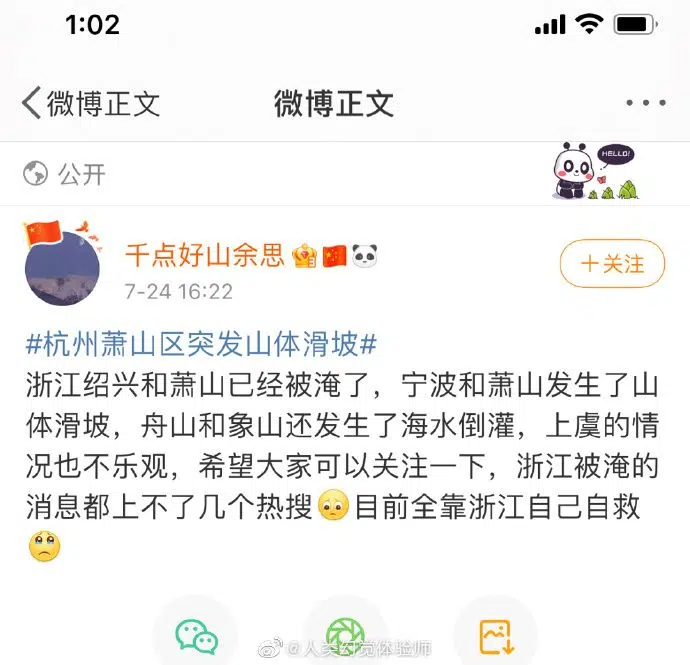 1:02
微博正文
微博正文
公开
HELLO!
千点好山余思
7-24 16:22
+关注
#杭州萧山区突发山体滑坡#
浙江绍兴和萧山已经被淹了，宁波和萧山发生了山
体滑坡，舟山和象山还发生了海水倒灌，上虞的情
况也不乐观，希望大家可以关注一下，浙江被淹的
消息都上不了几个热搜🥺目前全靠浙江自己自救
😟
@人类幻觉体验师